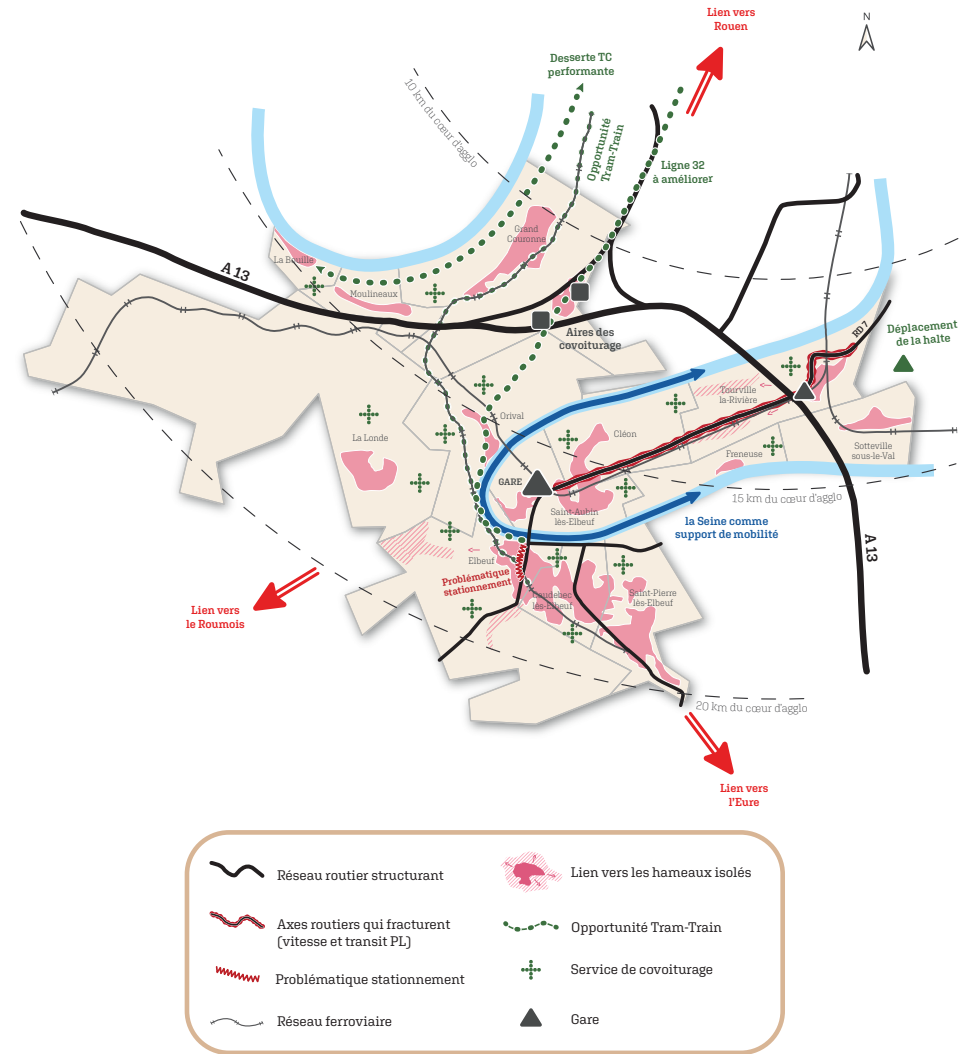 Lien vers
Rouen
N
Desserte TC
performante
10 km du cœur d'agglo
Opportunité
Tram-Train
Ligne 32
à améliorer
Grand
Couronne
La Bouille
A 13
Moulineaux
Aires des
covoiturage
RD 7
Déplacement
de la halte
Tourville
la-Rivière
Orival
Cléon
La Londe
Sotteville
sous-le-Val
Freneuse
GARE
15 km du cœur d'agglo
Saint-Aubin
lès-Elbeuf
la Seine comme
support de mobilité
A 13
Elbeuf
Problématique
stationnement
Caudebec
lès-Elbeuf
Saint-Pierre
lès-Elbeuf
Lien vers
le Roumois
20 km du cœur d'agglo
Lien vers
l'Eure
Réseau routier structurant
Lien vers les hameaux isolés
Axes routiers qui fracturent
(vitesse et transit PL)
Opportunité Tram-Train
Problématique stationnement
Service de covoiturage
Réseau ferroviaire
Gare